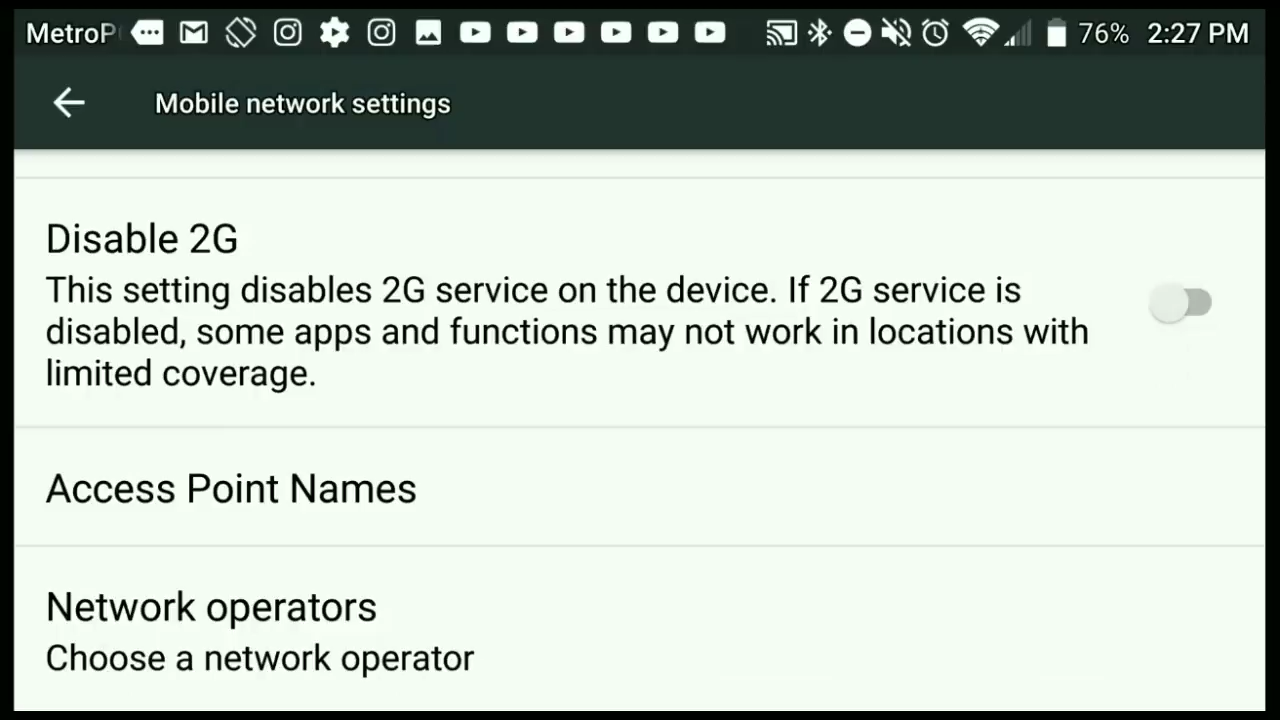 MetroP 76% 2:27 PM
Mobile network settings
Disable 2G
This setting disables 2G service on the device. If 2G service is
disabled, some apps and functions may not work in locations with
limited coverage.
Access Point Names
Network operators
Choose a network operator